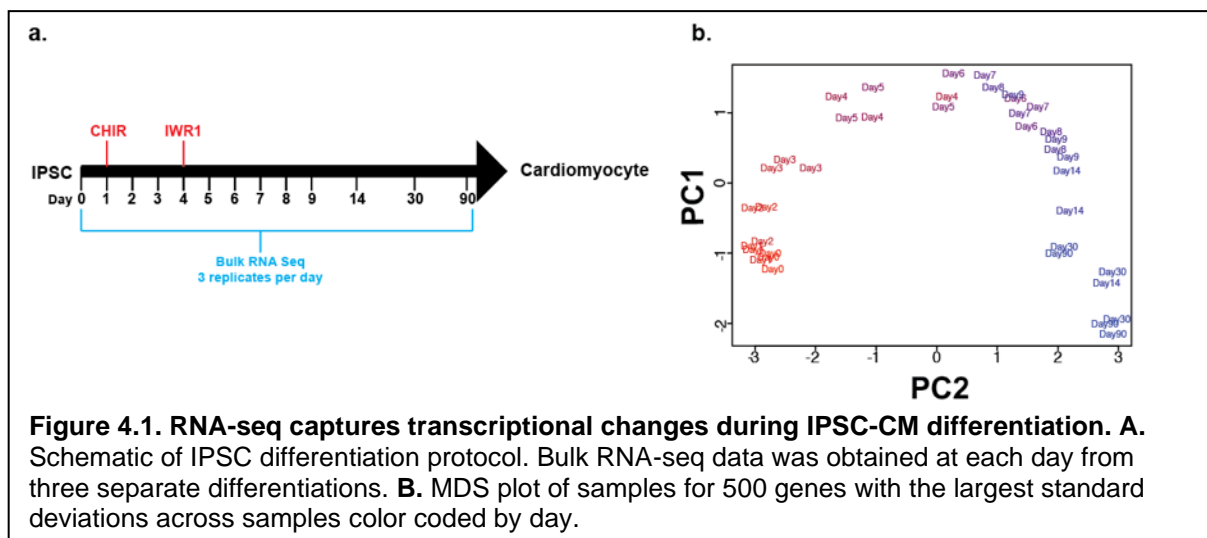 a.
CHIR
IWR1
IPSC
Cardiomyocyte
Day 0 1 2 3 4 5 6 7 8 9 14 30 90
Bulk RNA Seq
3 replicates per day
b.
PC1
1
0
-1
-2
Day6
Day7
Day5
Day8
Day4
Day4
Day9
Day6
Day5
Day7
Day5
Day4
Day7
Day6
Day8
Day9
Day8
Day3
Day9
Day3
Day3
Day14
Day2
Day14
Day2
Day30
Day90
Day0
Day30
Day14
Day30
Day90
Day90
-3 -2 -1 0 1 2 3
PC2
Figure 4.1. RNA-seq captures transcriptional changes during IPSC-CM differentiation. A.
Schematic of IPSC differentiation protocol. Bulk RNA-seq data was obtained at each day from
three separate differentiations. B. MDS plot of samples for 500 genes with the largest standard
deviations across samples color coded by day.